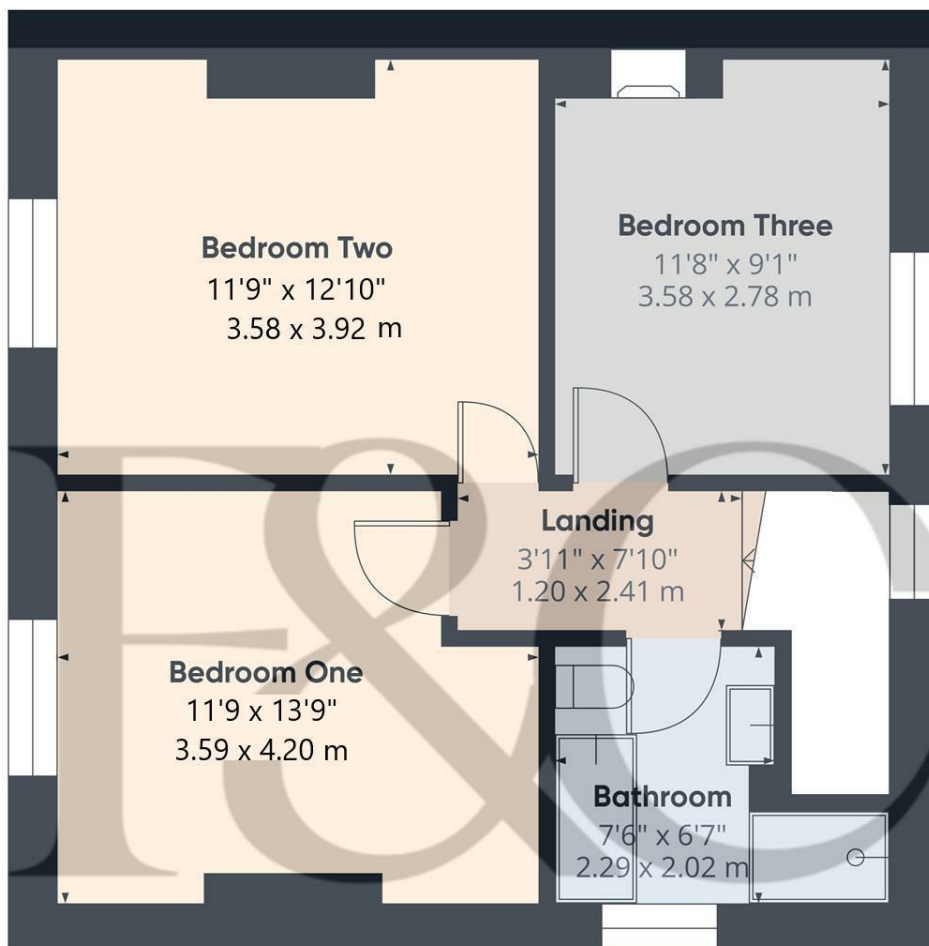 Bedroom Two
11'9" x 12'10"
3.58 x 3.92 m
Bedroom Three
11'8" x 9'1"
3.58 x 2.78 m
Landing
3'11" x 7'10"
1.20 x 2.41 m
Bedroom One
11'9 x 13'9"
3.59 x 4.20 m
Bathroom
7'6" x 6'7"
2.29 x 2.02 m
F&C